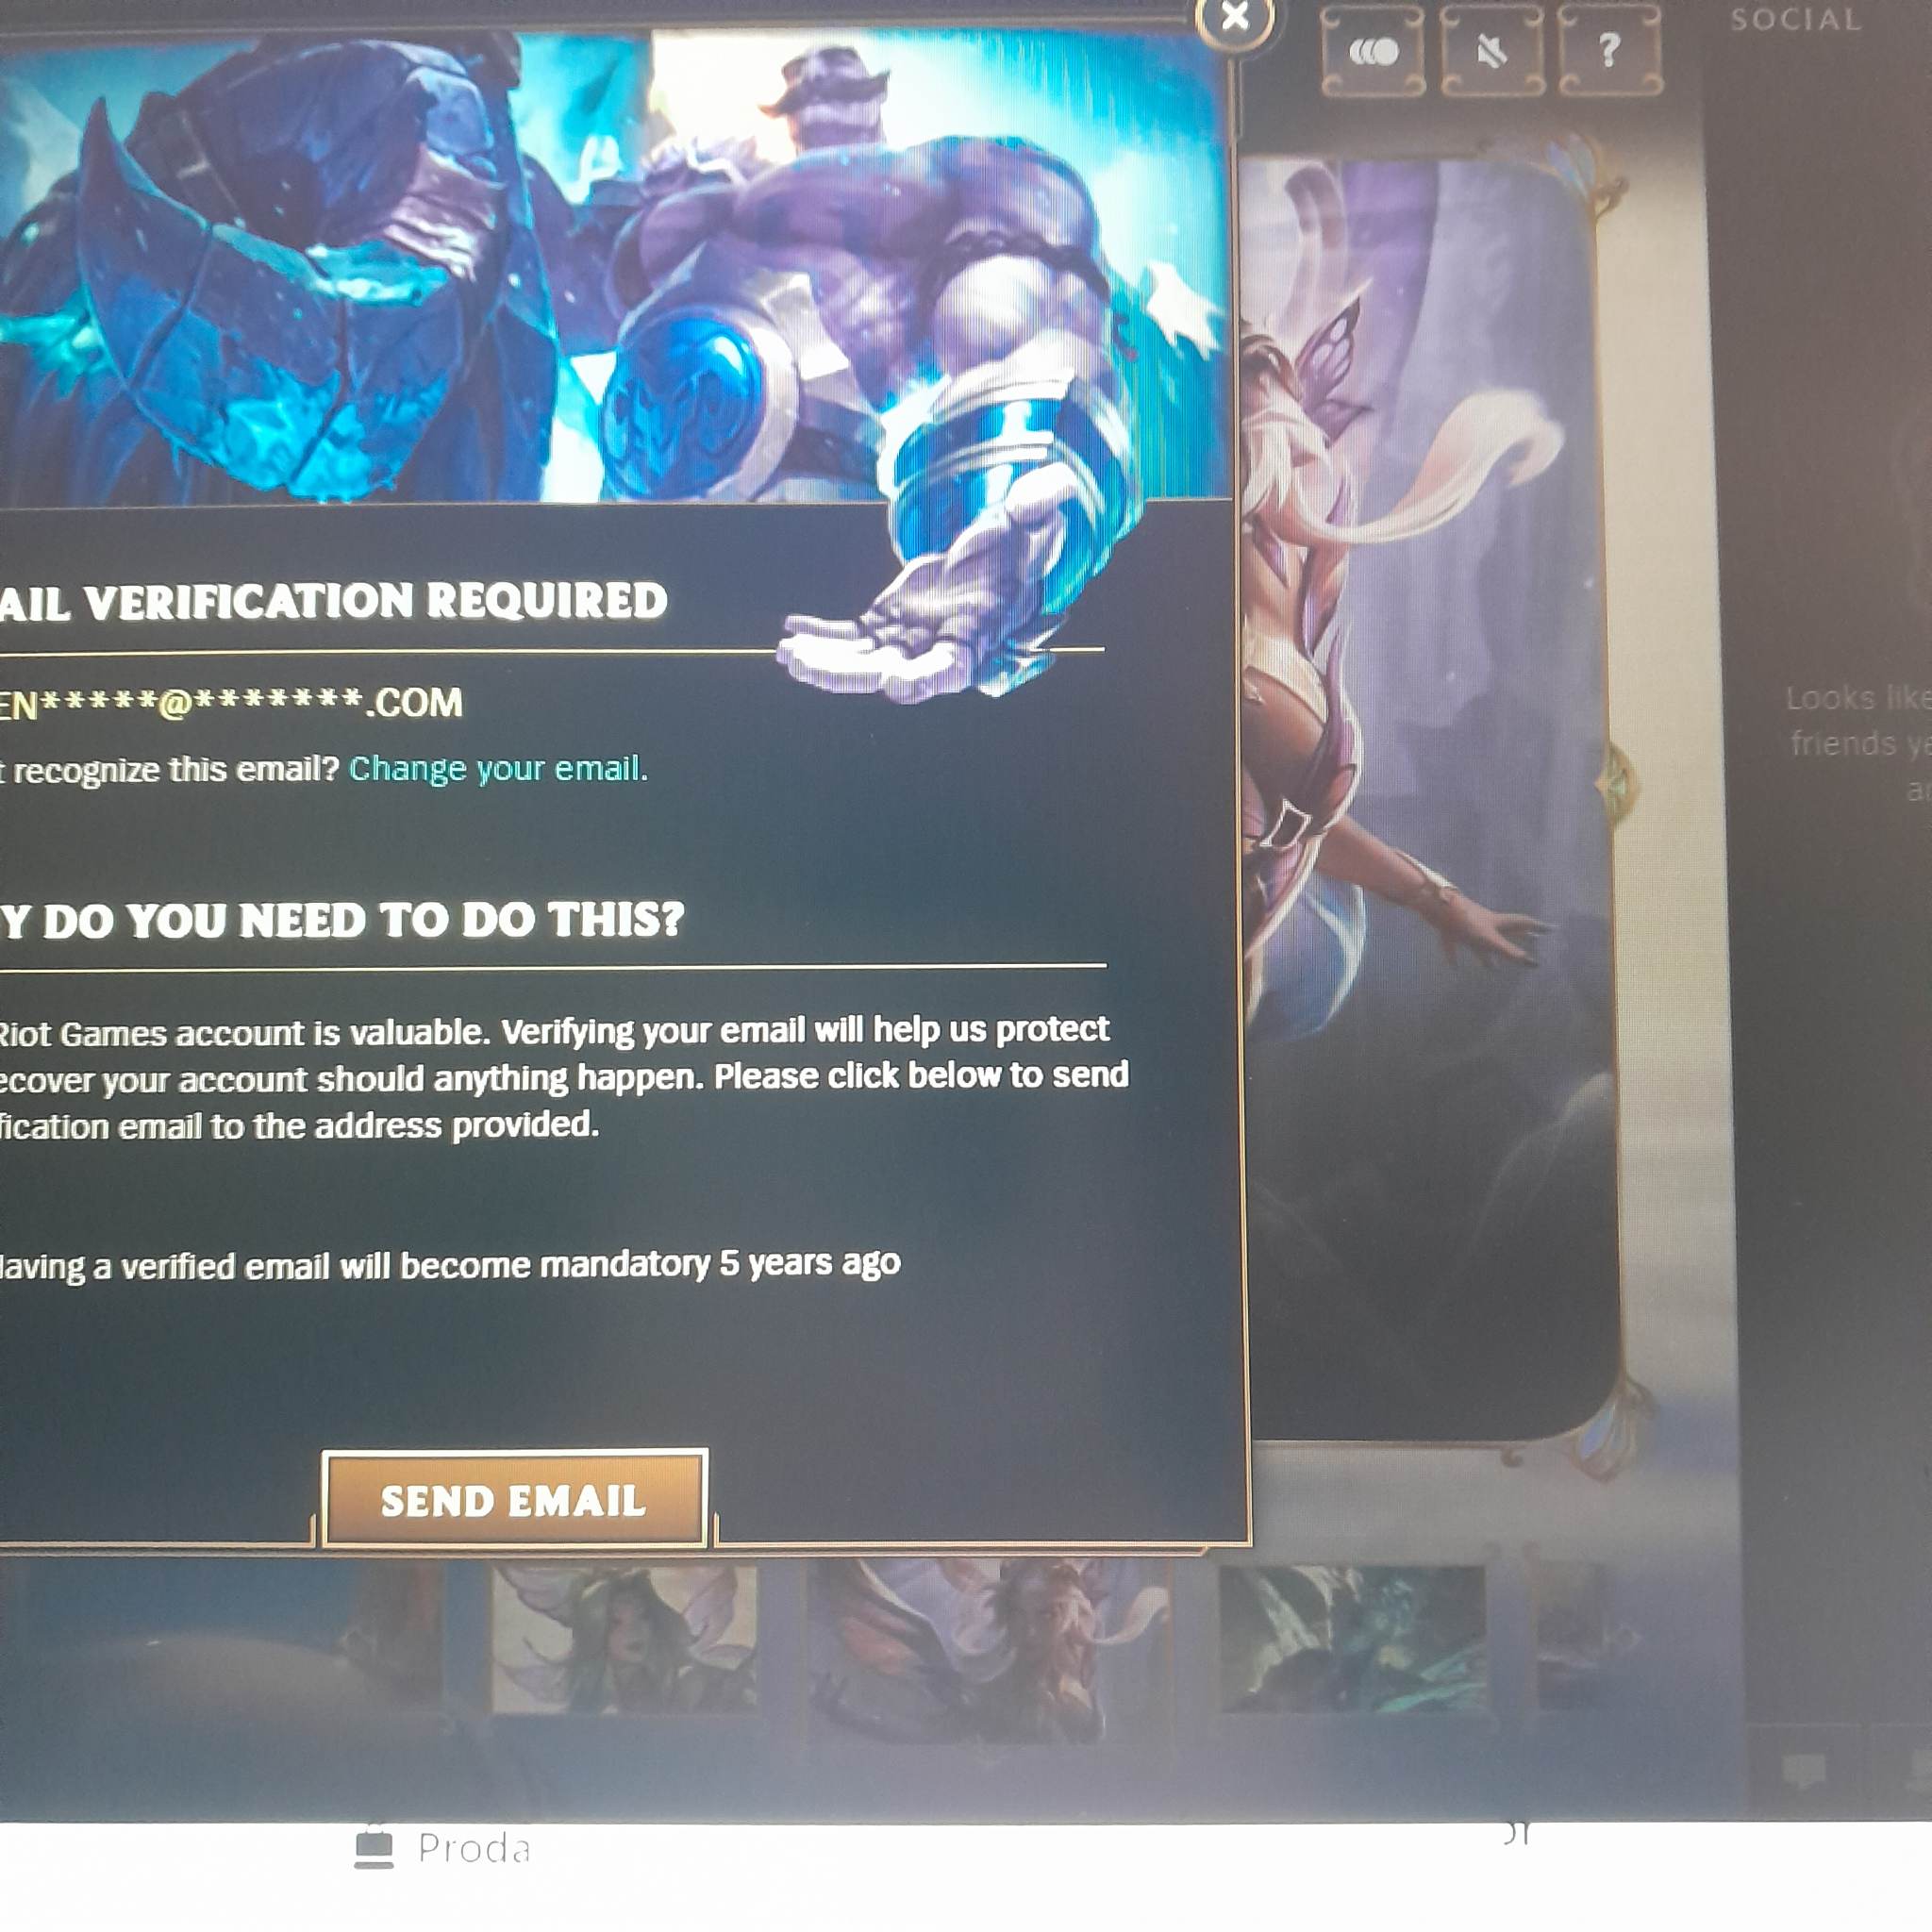 SOCIAL
?
AIL VERIFICATION REQUIRED
EN*****@*******.COM
t recognize this email? Change your email.
Looks like
friends ye
Y DO YOU NEED TO DO THIS?
Riot Games account is valuable. Verifying your email will help us protect
ecover your account should anything happen. Please click below to send
fication email to the address provided.
Having a verified email will become mandatory 5 years ago
SEND EMAIL
Proda